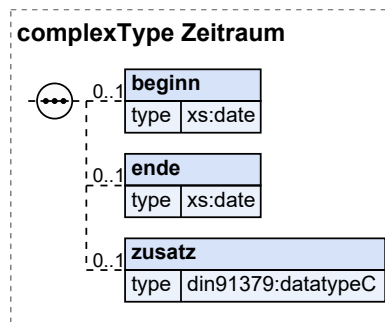 complexType Zeitraum
0..1 beginn
type xs:date
0..1 ende
type xs:date
0..1 zusatz
type din91379:datatypeC